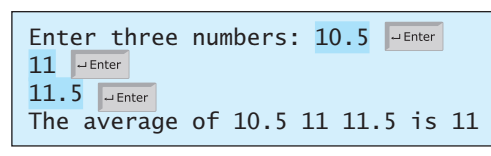 Enter three numbers: 10.5 ↵Enter
11 ↵Enter
11.5 ↵Enter
The average of 10.5 11 11.5 is 11